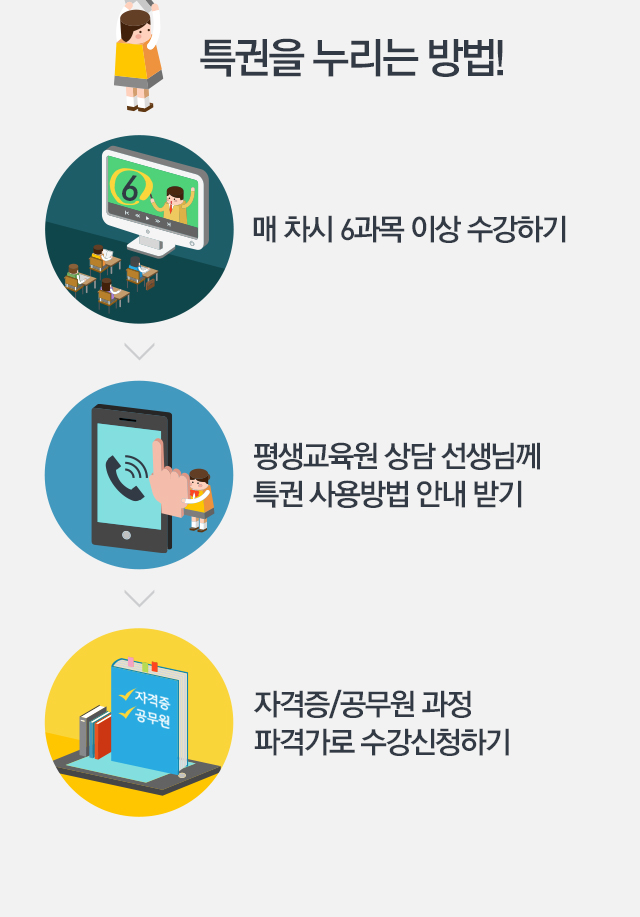 특권을 누리는 방법!
6
매 차시 6과목 이상 수강하기
평생교육원 상담 선생님께
특권 사용방법 안내 받기
자격증
공무원
자격증/공무원 과정
파격가로 수강신청하기